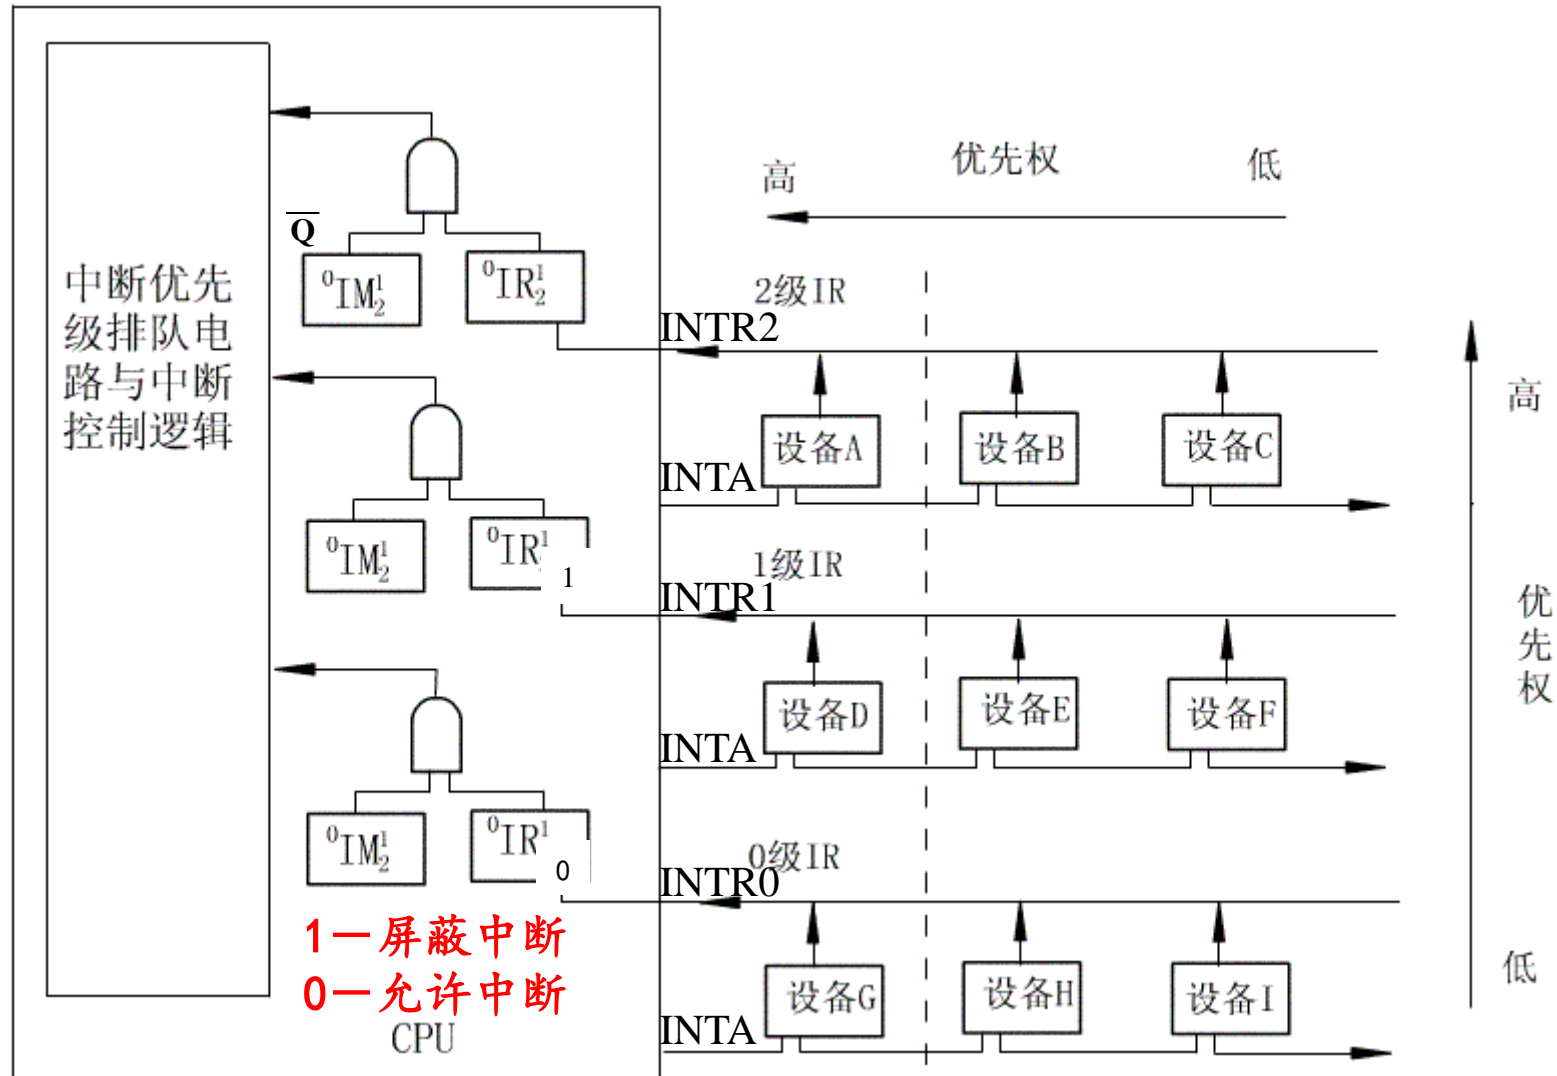 高 优先权 低
Q
0IM12 0IR12
2级IR
INTR2
中断优先
级排队电
路与中断
控制逻辑
高
设备A 设备B 设备C
INTA
0IM12 0IR1 1
1级IR
INTR1
优先权
设备D 设备E 设备F
INTA
0IM12 0IR1 0
0级IR
INTR0
1—屏蔽中断
0—允许中断
低
设备G 设备H 设备I
CPU
INTA